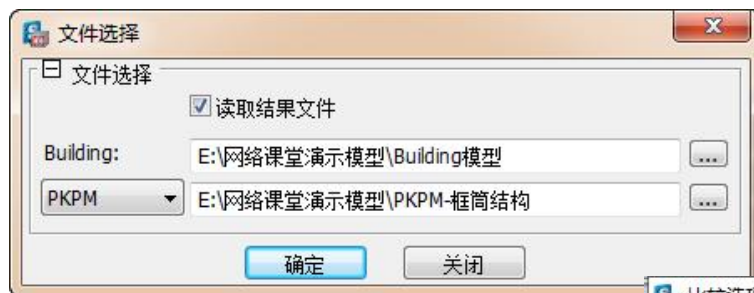 文件选择
文件选择
读取结果文件
Building: E:\网络课堂演示模型\Building模型 ...
PKPM E:\网络课堂演示模型\PKPM-框筒结构 ...
确定 关闭